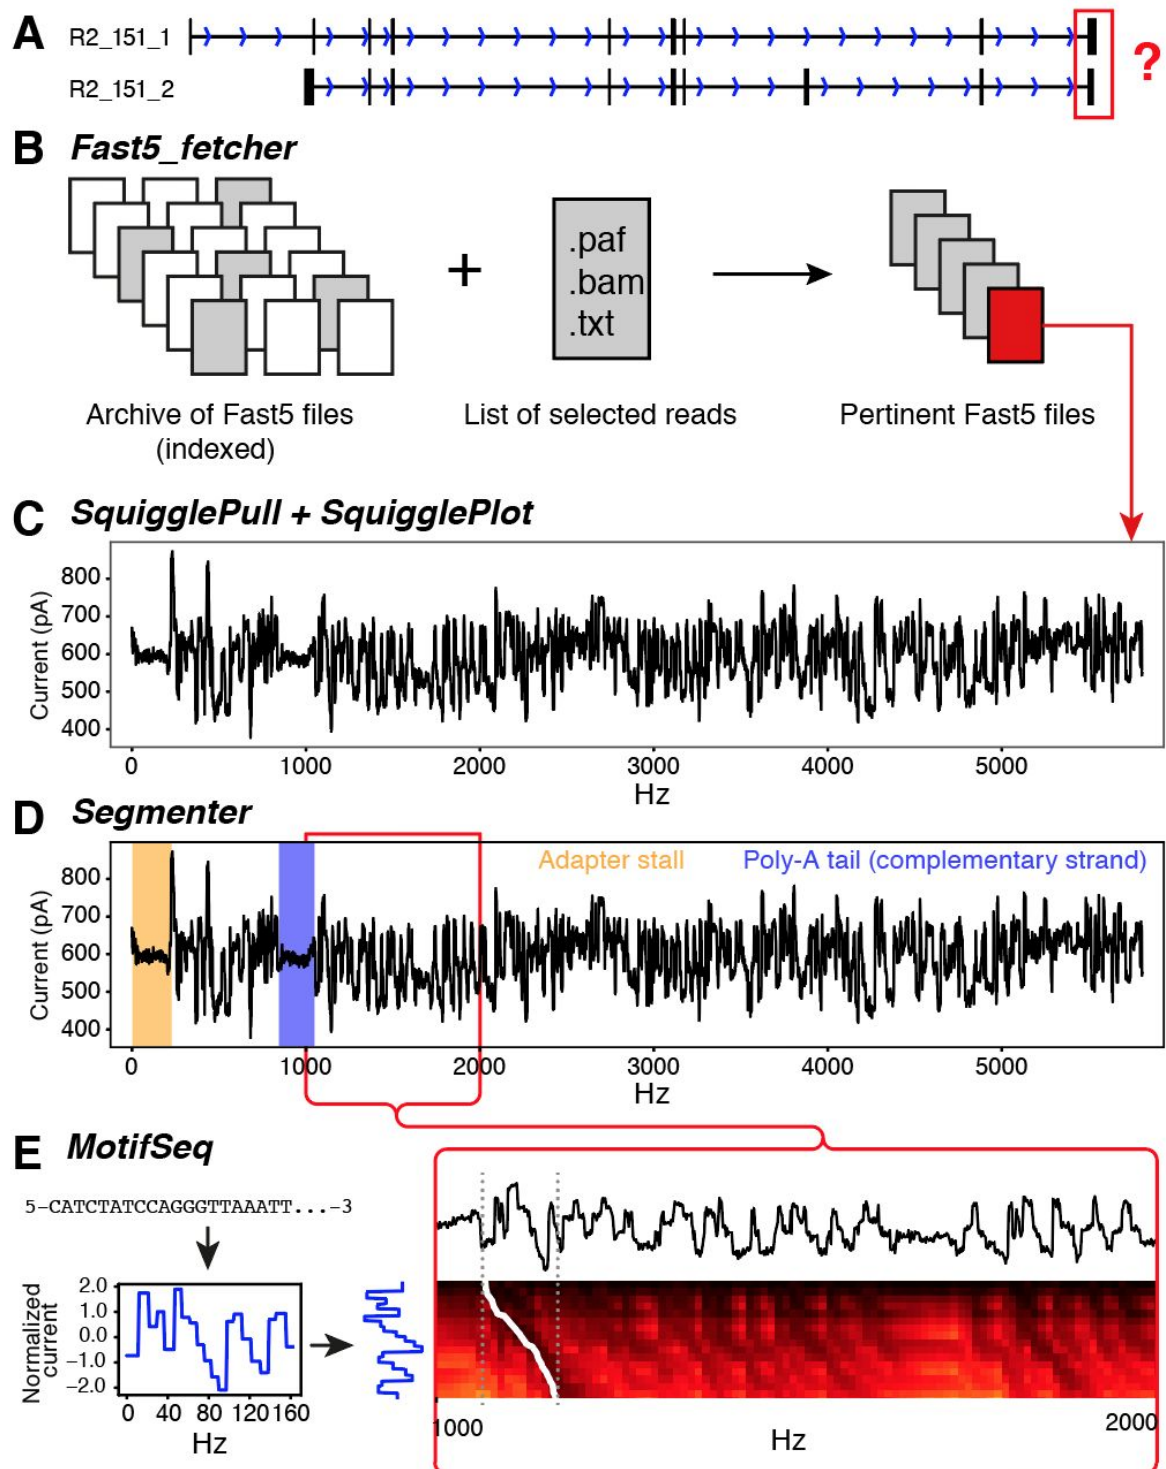 A
R2_151_1
R2_151_2
?
B Fast5_fetcher
+
.paf
.bam
.txt
Archive of Fast5 files
(indexed)
List of selected reads
Pertinent Fast5 files
C SquigglePull + SquigglePlot
Current (pA)
800
700
600
500
400
0 1000 2000 3000 4000 5000
Hz
D Segmenter
Adapter stall Poly-A tail (complementary strand)
Current (pA)
800
700
600
500
400
0 1000 2000 3000 4000 5000
Hz
E MotifSeq
5-CATCTATCCAGGGTTAAATT...-3
Normalized
current
2.0
1.0
0.0
−1.0
−2.0
0 40 80 120 160
Hz
1000 2000
Hz